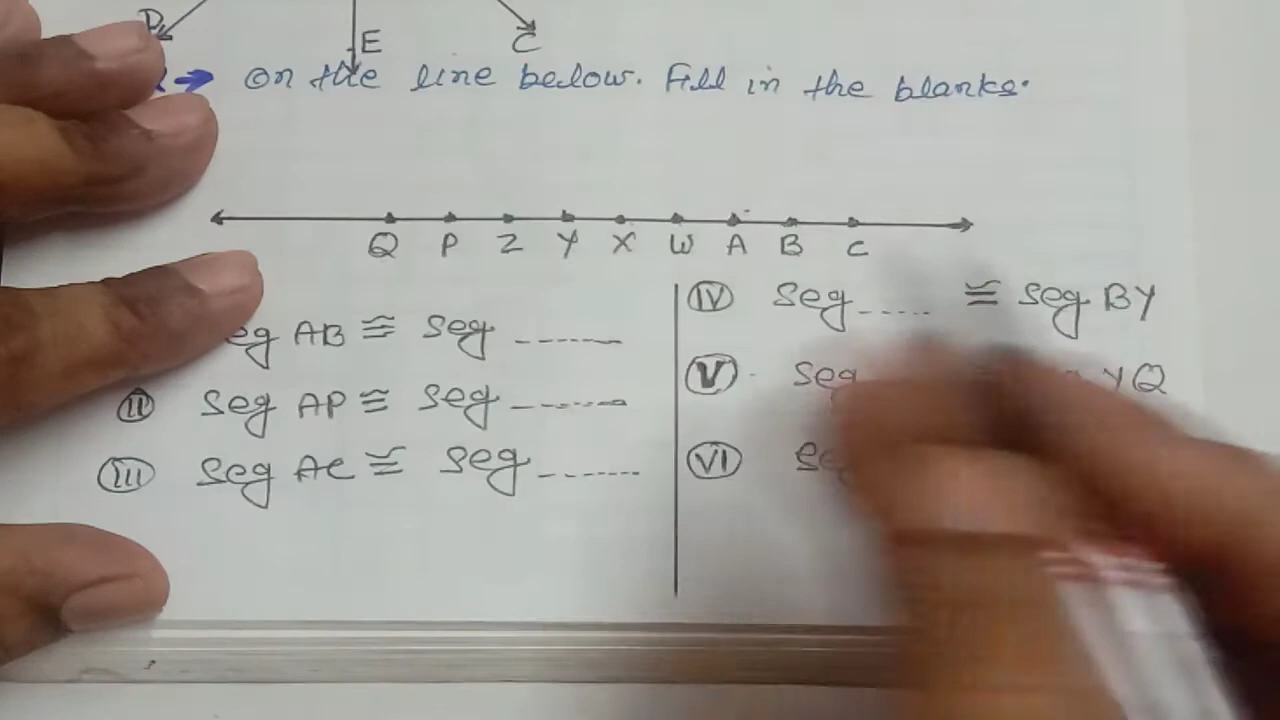 E
C
On the line below. Fill in the blanks.
Q P Z Y X W A B C
AB ≅ seg ------
(II) seg AP ≅ seg -------
(III) seg AC ≅ seg ------
(IV) seg ----- ≅ seg BY
(V) seg YQ
(VI)